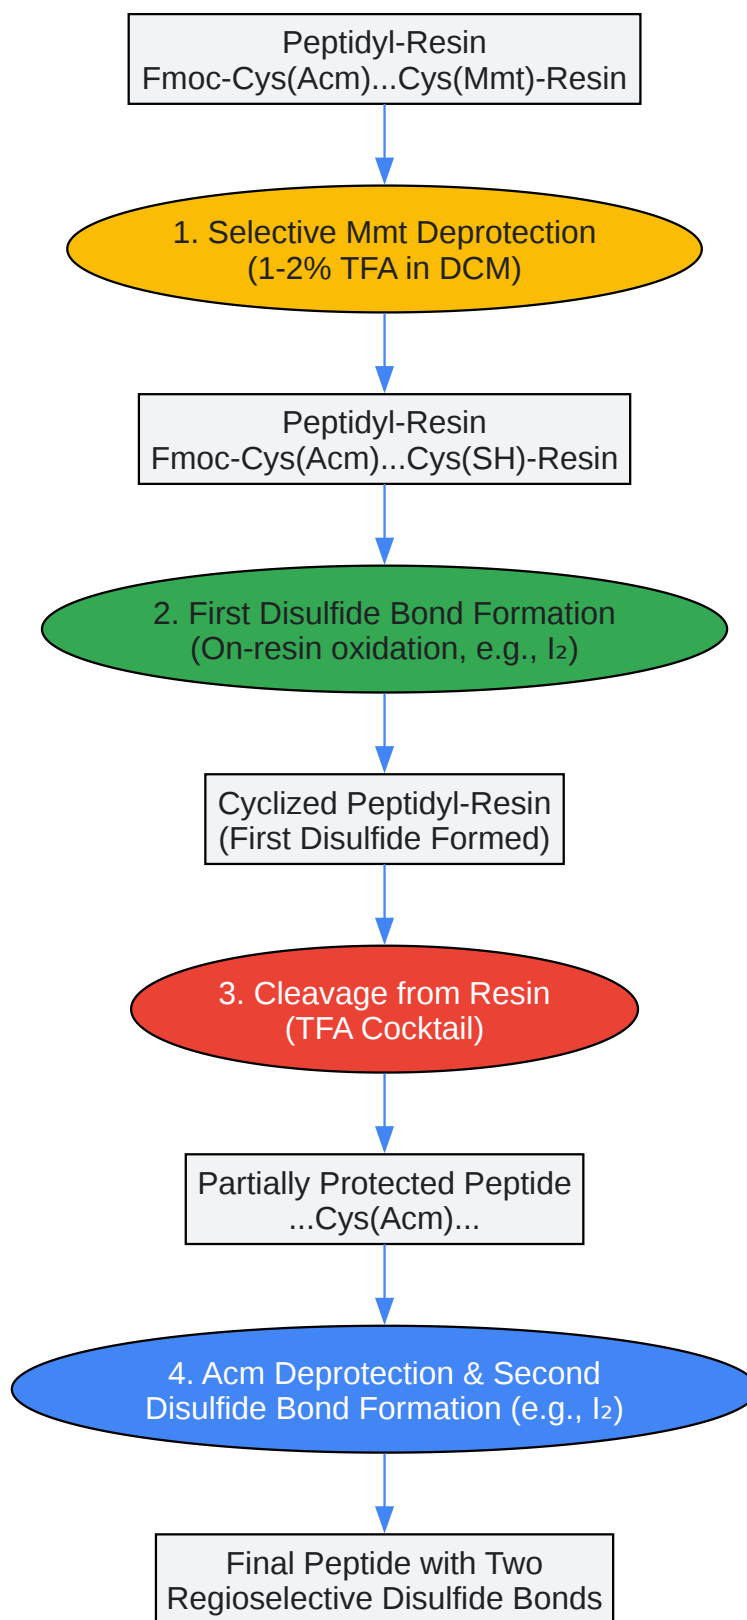 Peptidyl-Resin
Fmoc-Cys(Acm)...Cys(Mmt)-Resin
1. Selective Mmt Deprotection
(1-2% TFA in DCM)
Peptidyl-Resin
Fmoc-Cys(Acm)...Cys(SH)-Resin
2. First Disulfide Bond Formation
(On-resin oxidation, e.g., I₂)
Cyclized Peptidyl-Resin
(First Disulfide Formed)
3. Cleavage from Resin
(TFA Cocktail)
Partially Protected Peptide
...Cys(Acm)...
4. Acm Deprotection & Second
Disulfide Bond Formation (e.g., I₂)
Final Peptide with Two
Regioselective Disulfide Bonds